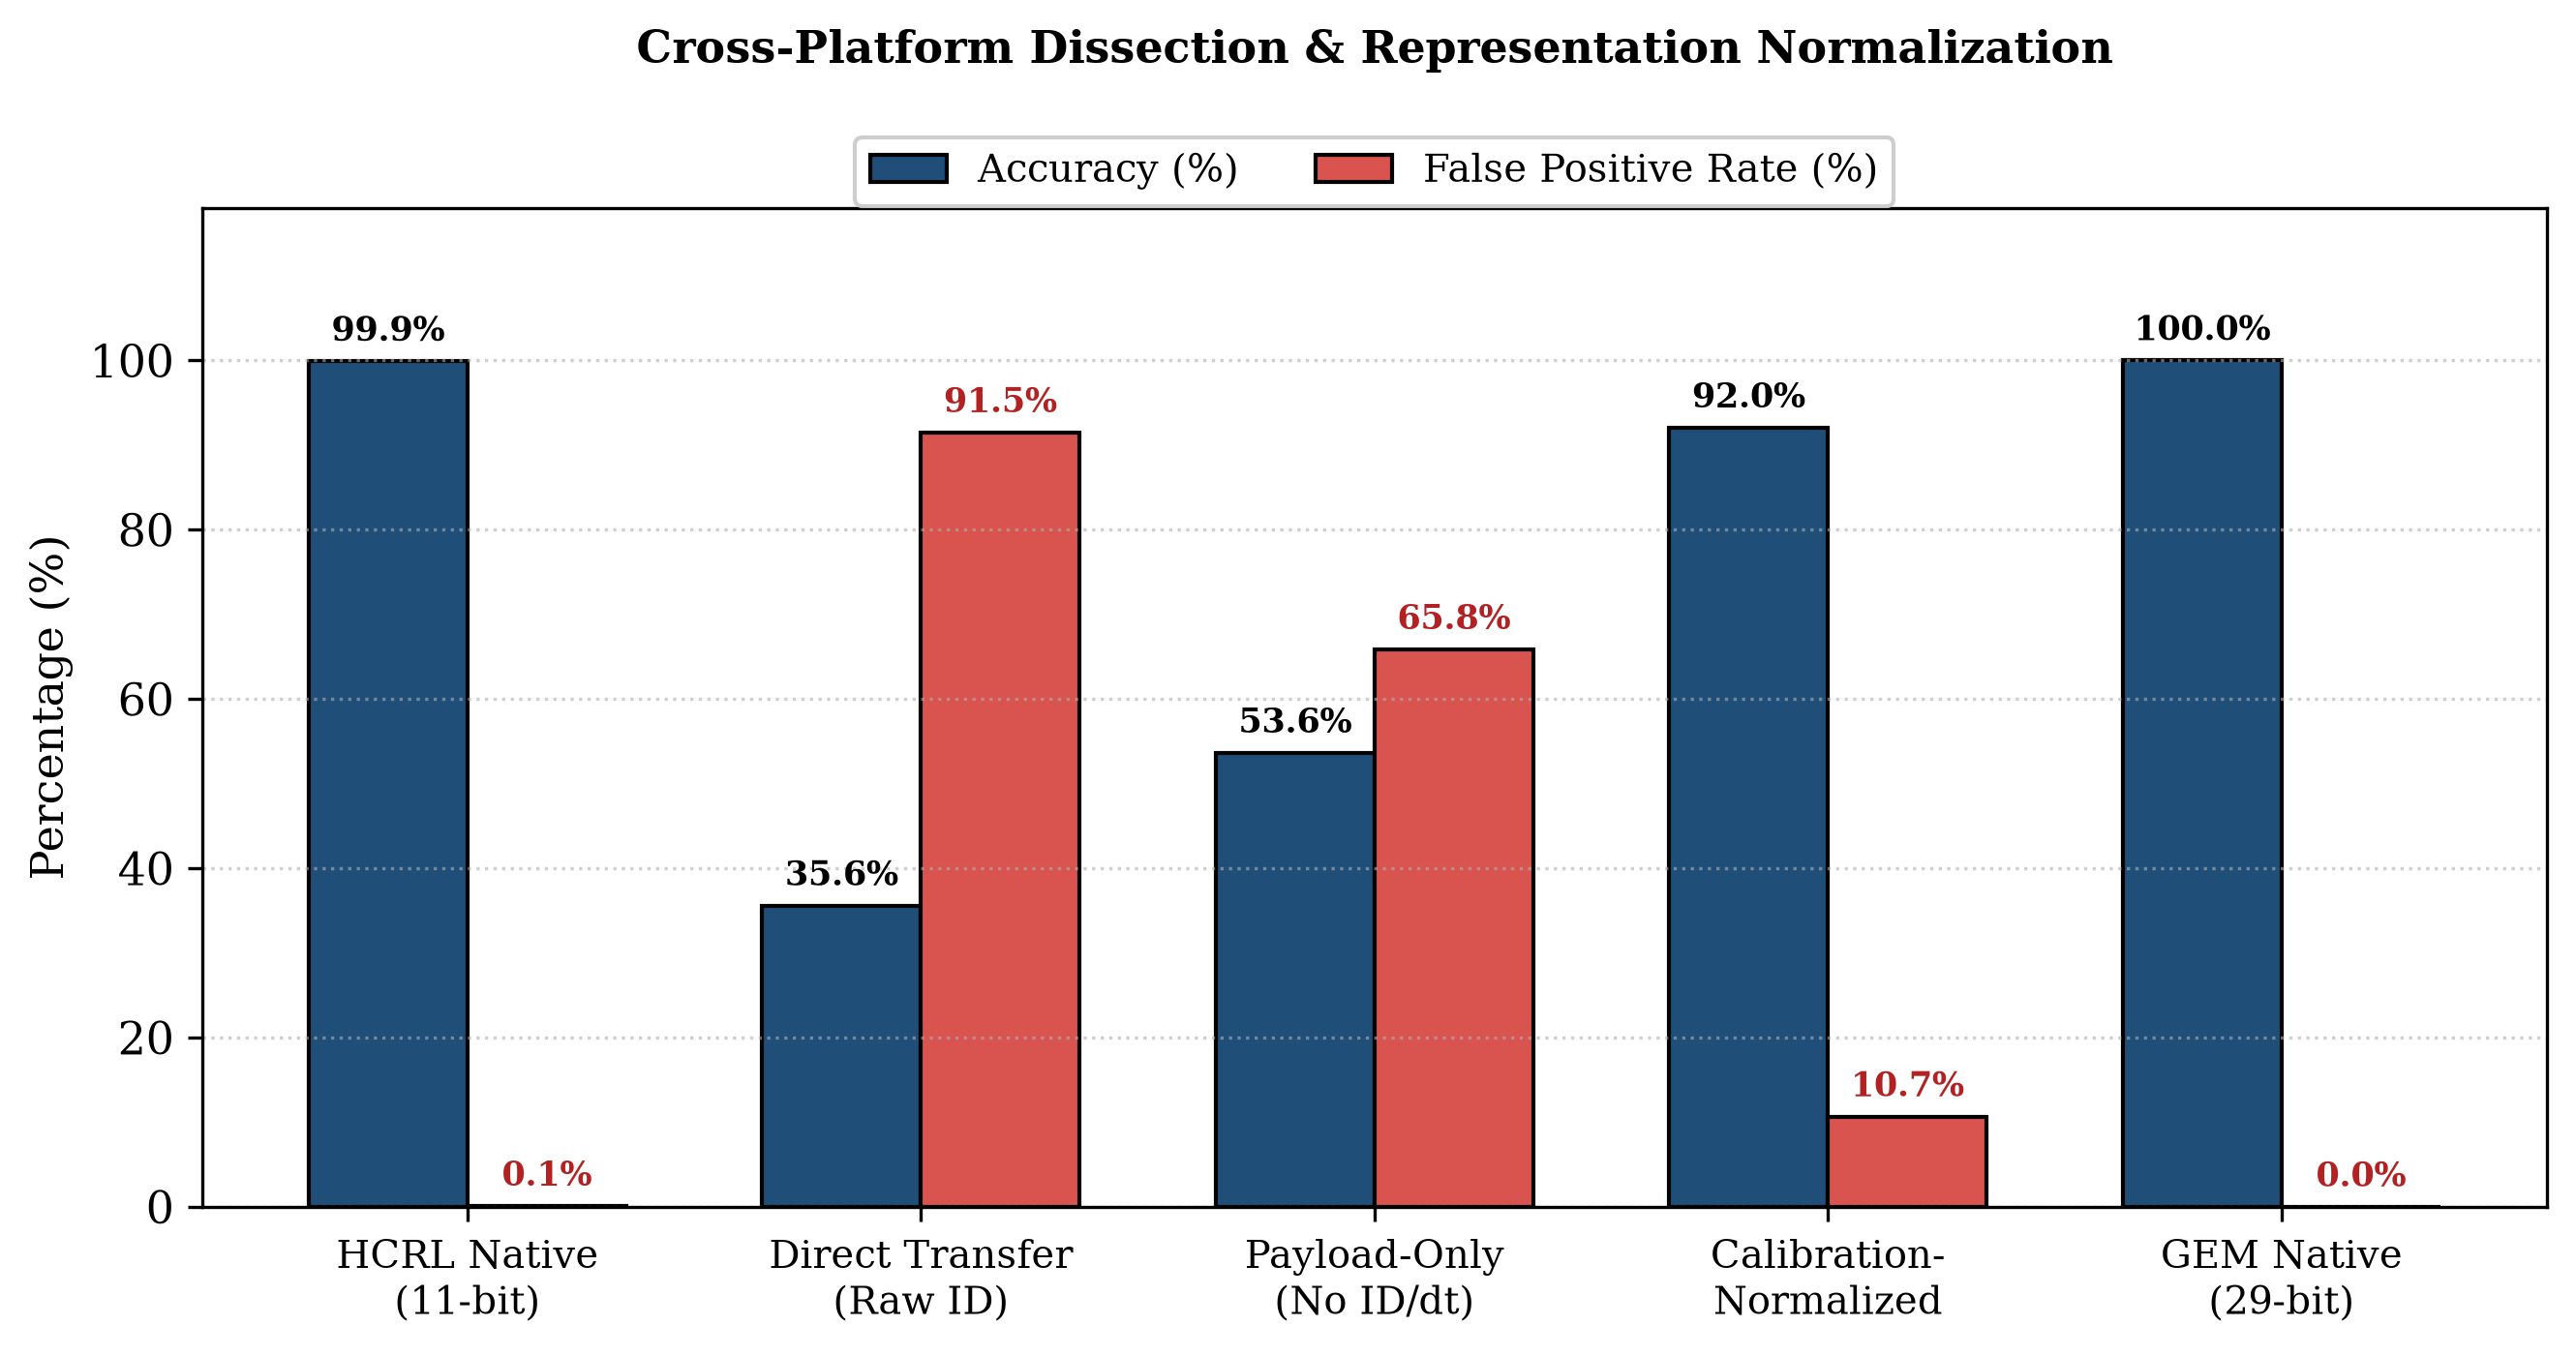 Cross-Platform Dissection & Representation Normalization
Accuracy (%)
False Positive Rate (%)
Percentage (%)
100
80
60
40
20
0
99.9%
0.1%
35.6%
91.5%
53.6%
65.8%
92.0%
10.7%
100.0%
0.0%
HCRL Native
(11-bit)
Direct Transfer
(Raw ID)
Payload-Only
(No ID/dt)
Calibration-
Normalized
GEM Native
(29-bit)